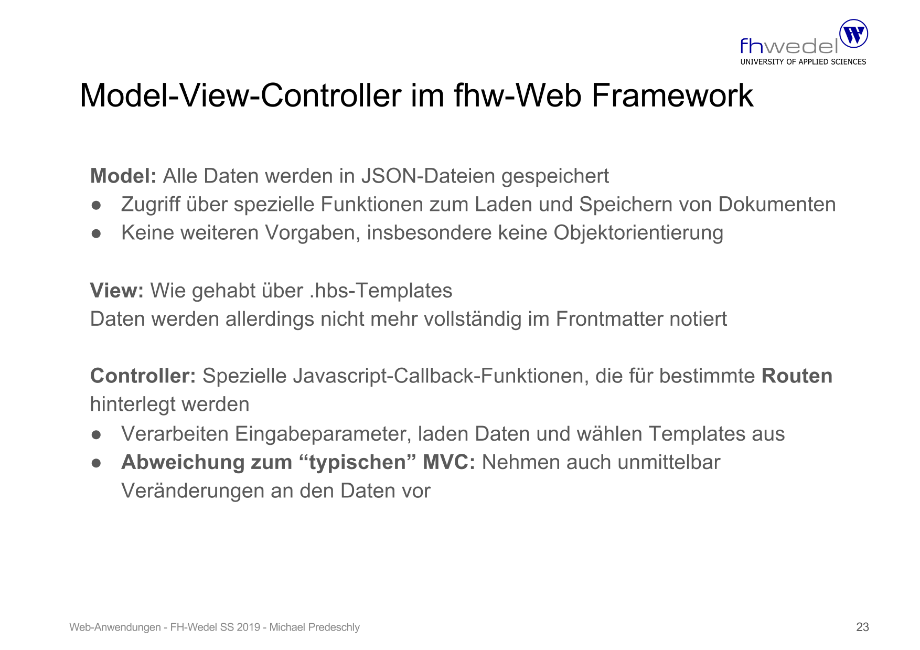 fhwedel
W
UNIVERSITY OF APPLIED SCIENCES
Model-View-Controller im fhw-Web Framework
Model: Alle Daten werden in JSON-Dateien gespeichert
● Zugriff über spezielle Funktionen zum Laden und Speichern von Dokumenten
● Keine weiteren Vorgaben, insbesondere keine Objektorientierung
View: Wie gehabt über .hbs-Templates
Daten werden allerdings nicht mehr vollständig im Frontmatter notiert
Controller: Spezielle Javascript-Callback-Funktionen, die für bestimmte Routen
hinterlegt werden
● Verarbeiten Eingabeparameter, laden Daten und wählen Templates aus
● Abweichung zum “typischen” MVC: Nehmen auch unmittelbar
Veränderungen an den Daten vor
Web-Anwendungen - FH-Wedel SS 2019 - Michael Predeschly
23